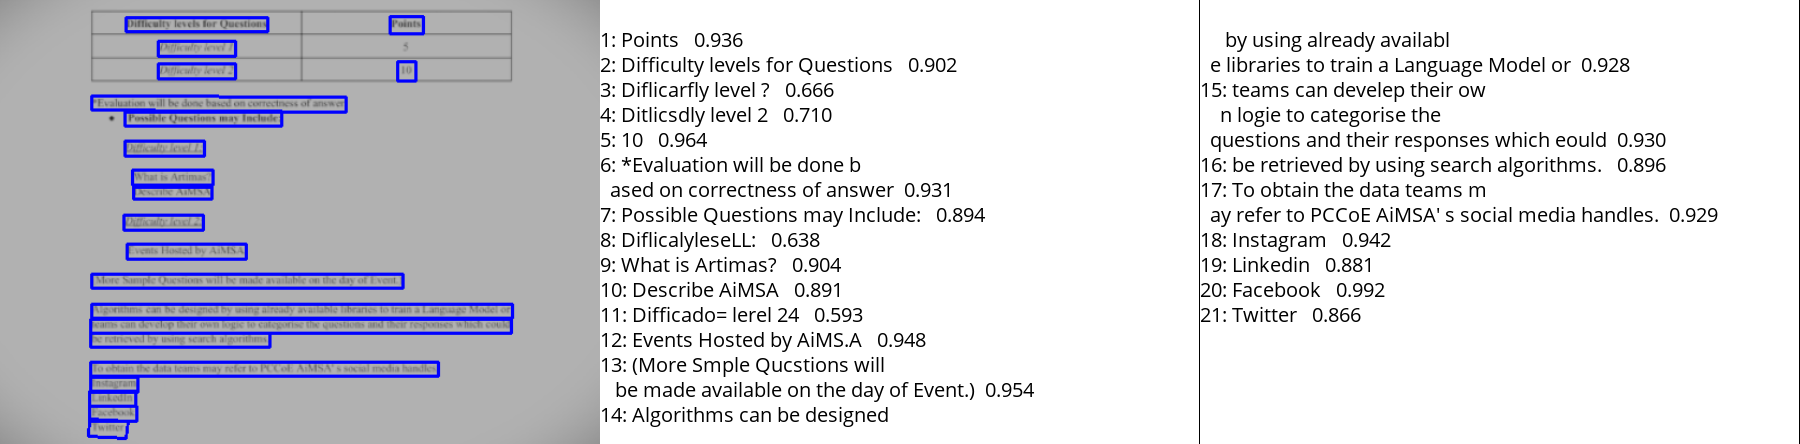 Difficulty levels for Questions Points
Difficulty level 1 5
Difficulty level 2 10
*Evaluation will be done based on correctness of answer
• Possible Questions may Include:
Difficulty level 1:
What is Artimas?
Describe AiMSA
Difficulty level 2:
Events Hosted by AiMSA
(More Sample Questions will be made available on the day of Event.)
Algorithms can be designed by using already available libraries to train a Language Model or
teams can develop their own logic to categorise the questions and their responses which could
be retrieved by using search algorithms.
To obtain the data teams may refer to PCCoE AiMSA' s social media handles.
Instagram
LinkedIn
Facebook
Twitter
1: Points 0.936
2: Difficulty levels for Questions 0.902
3: Diflicarfly level ? 0.666
4: Ditlicsdly level 2 0.710
5: 10 0.964
6: *Evaluation will be done b
ased on correctness of answer 0.931
7: Possible Questions may Include: 0.894
8: DiflicalyleseLL: 0.638
9: What is Artimas? 0.904
10: Describe AiMSA 0.891
11: Difficado= lerel 24 0.593
12: Events Hosted by AiMS.A 0.948
13: (More Smple Qucstions will
be made available on the day of Event.) 0.954
14: Algorithms can be designed
by using already availabl
e libraries to train a Language Model or 0.928
15: teams can develop their ow
n logie to categorise the
questions and their responses which eould 0.930
16: be retrieved by using search algorithms. 0.896
17: To obtain the data teams m
ay refer to PCCoE AiMSA' s social media handles. 0.929
18: Instagram 0.942
19: Linkedin 0.881
20: Facebook 0.992
21: Twitter 0.866